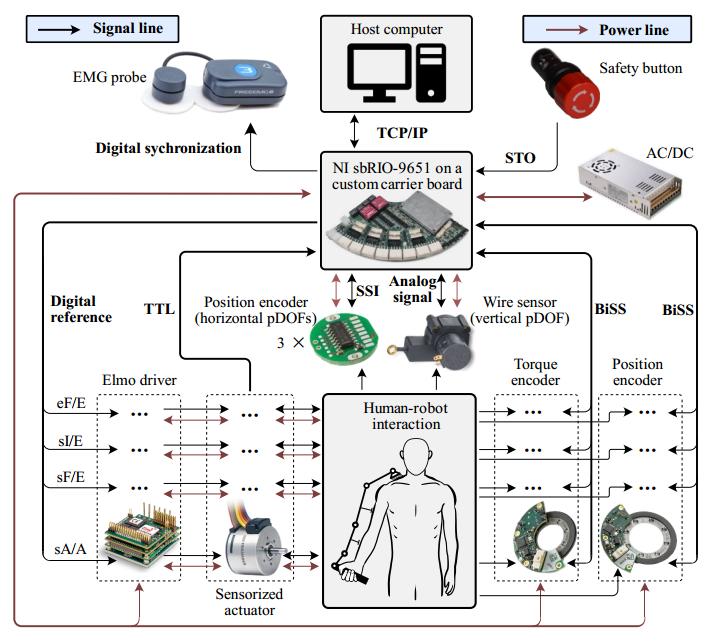 Signal line
Host computer
Power line
EMG probe
Safety button
FREEEMG
TCP/IP
Digital sychronization
STO
AC/DC
NI sbRIO-9651 on a
custom carrier board
Digital
reference
TTL
SSI
Analog
signal
BiSS
BiSS
Position encoder
(horizontal pDOFs)
3 ×
Wire sensor
(vertical pDOF)
Elmo driver
Torque
encoder
Position
encoder
Human-robot
interaction
eF/E
...
...
...
...
sI/E
...
...
...
...
sF/E
...
...
...
...
sA/A
Sensorized
actuator